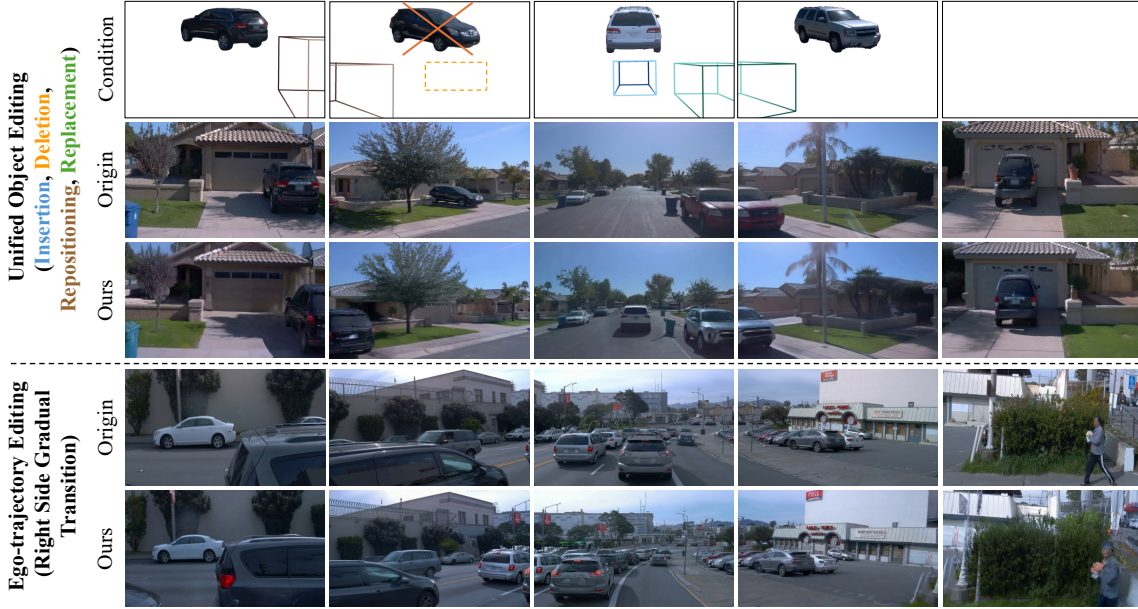 Unified Object Editing
(Insertion, Deletion,
Repositioning, Replacement)
Condition
Origin
Ours
Ego-trajectory Editing
(Right Side Gradual
Transition)
Origin
Ours